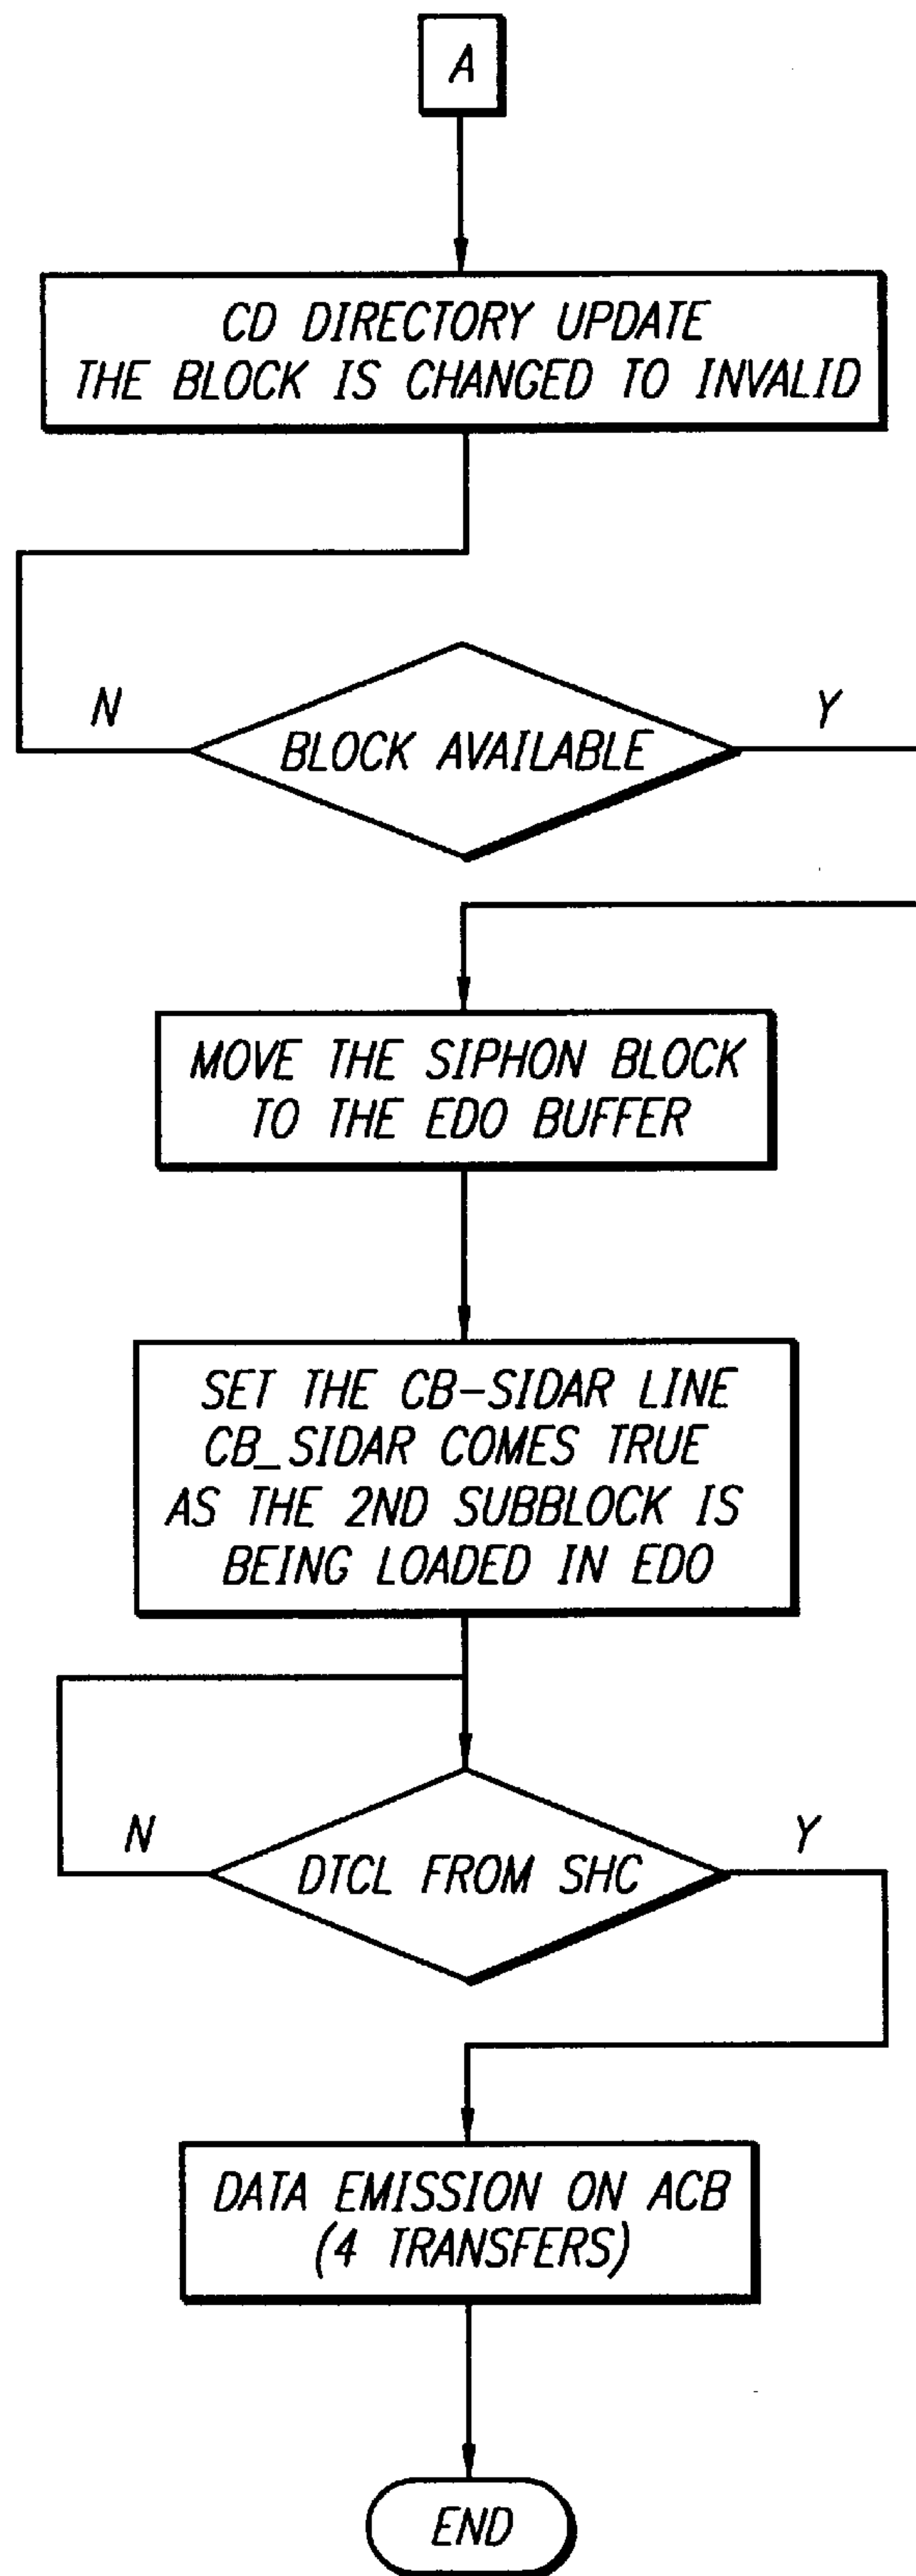 A
CD DIRECTORY UPDATE
THE BLOCK IS CHANGED TO INVALID
N
Y
BLOCK AVAILABLE
MOVE THE SIPHON BLOCK
TO THE EDO BUFFER
SET THE CB-SIDAR LINE
CB_SIDAR COMES TRUE
AS THE 2ND SUBBLOCK IS
BEING LOADED IN EDO
N
Y
DTCL FROM SHC
DATA EMISSION ON ACB
(4 TRANSFERS)
END